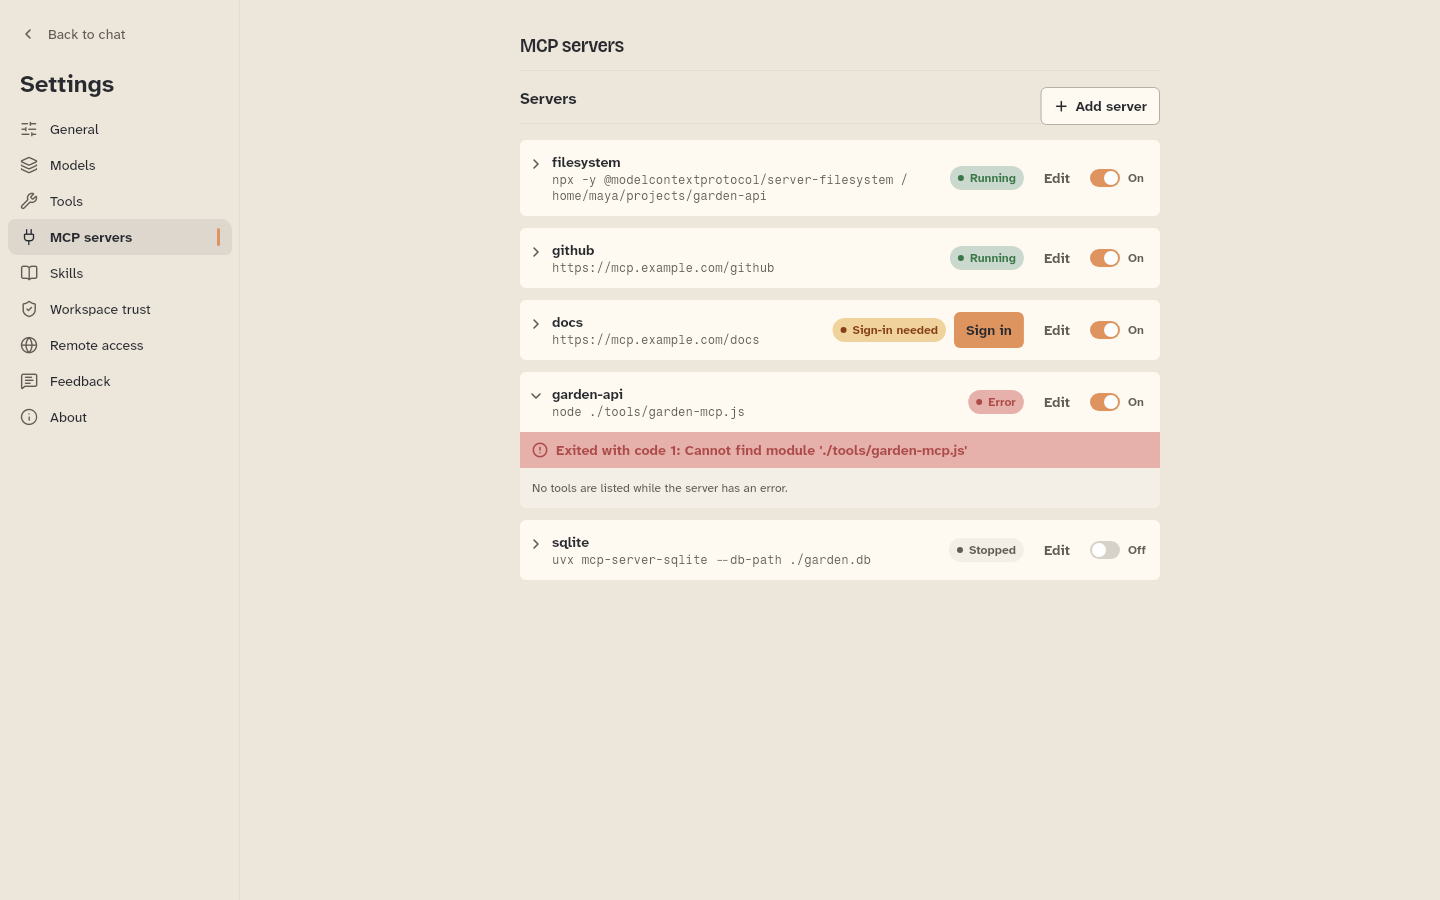 Back to chat
Settings
General
Models
Tools
MCP servers
Skills
Workspace trust
Remote access
Feedback
About
MCP servers
Servers
Add server
filesystem
npx -y @modelcontextprotocol/server-filesystem /
home/maya/projects/garden-api
Running
Edit
On
github
https://mcp.example.com/github
Running
Edit
On
docs
https://mcp.example.com/docs
Sign-in needed
Sign in
Edit
On
garden-api
node ./tools/garden-mcp.js
Error
Edit
On
Exited with code 1: Cannot find module './tools/garden-mcp.js'
No tools are listed while the server has an error.
sqlite
uvx mcp-server-sqlite --db-path ./garden.db
Stopped
Edit
Off